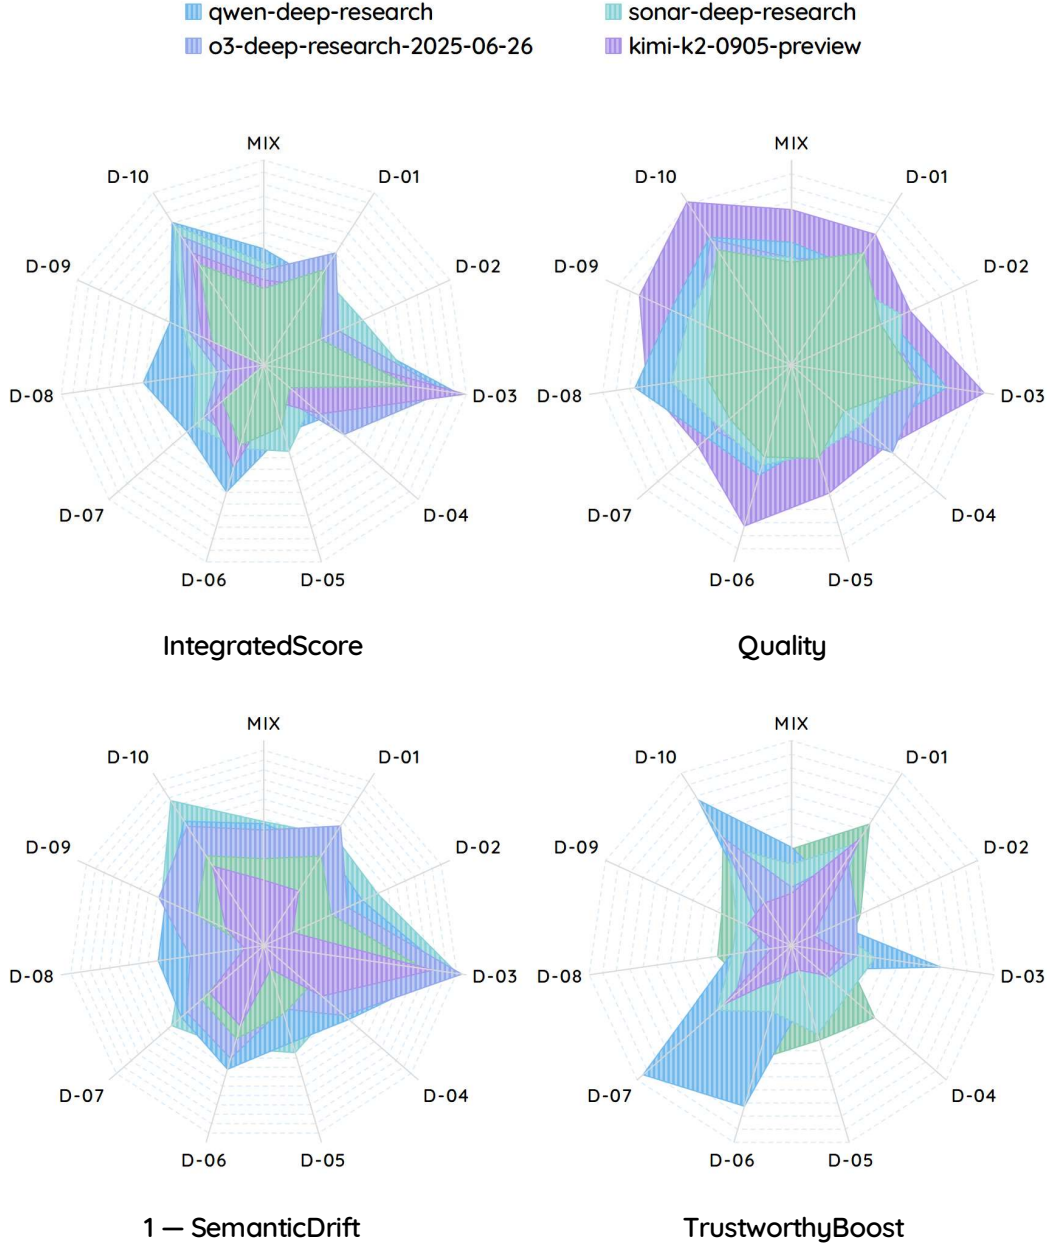 qwen-deep-research
sonar-deep-research
o3-deep-research-2025-06-26
kimi-k2-0905-preview
MIX
D-01
D-02
D-03
D-04
D-05
D-06
D-07
D-08
D-09
D-10
IntegratedScore
MIX
D-01
D-02
D-03
D-04
D-05
D-06
D-07
D-08
D-09
D-10
Quality
MIX
D-01
D-02
D-03
D-04
D-05
D-06
D-07
D-08
D-09
D-10
1 — SemanticDrift
MIX
D-01
D-02
D-03
D-04
D-05
D-06
D-07
D-08
D-09
D-10
TrustworthyBoost